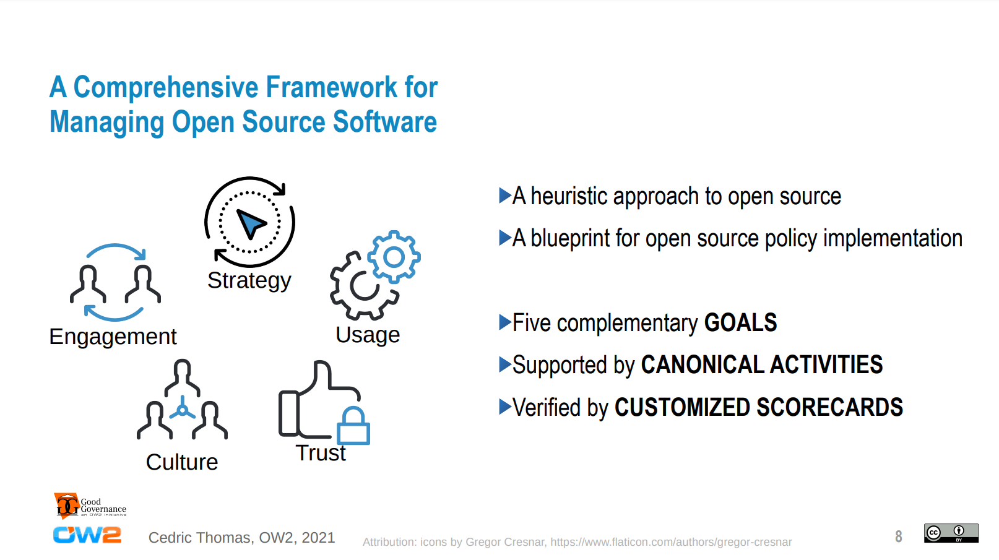 A Comprehensive Framework for
Managing Open Source Software
Strategy
Engagement
Usage
Culture
Trust
A heuristic approach to open source
A blueprint for open source policy implementation
Five complementary GOALS
Supported by CANONICAL ACTIVITIES
Verified by CUSTOMIZED SCORECARDS
GG
Good
Governance
an OW2 initiative
OW2
Cedric Thomas, OW2, 2021
Attribution: icons by Gregor Cresnar, https://www.flaticon.com/authors/gregor-cresnar
8
cc
BY